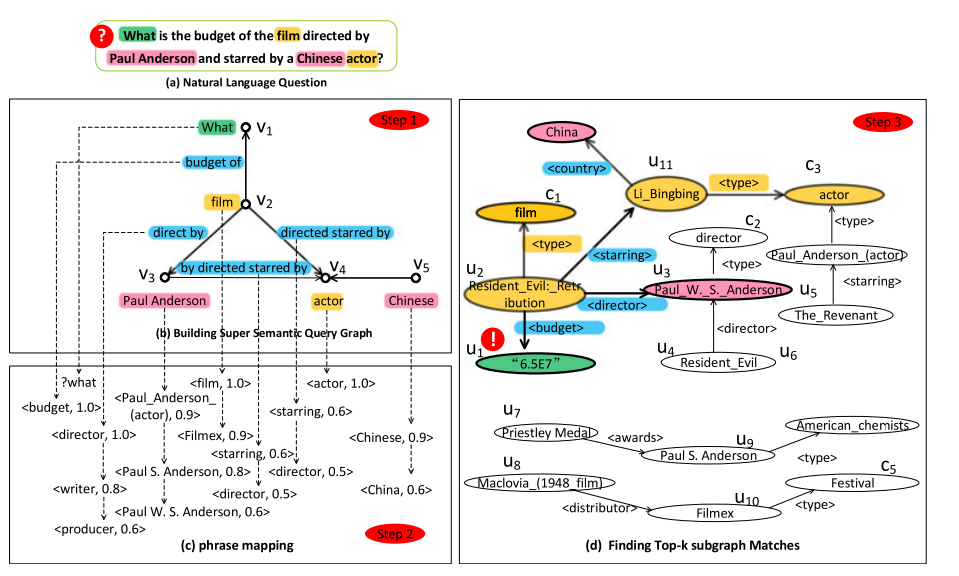 ? What is the budget of the film directed by
Paul Anderson and starred by a Chinese actor?
(a) Natural Language Question
Step 1
What V1
budget of
film V2
direct by
directed starred by
by directed starred by
V3 V4 V5
Paul Anderson actor Chinese
(b) Building Super Semantic Query Graph
?what
<budget, 1.0>
<director, 1.0>
<writer, 0.8>
<producer, 0.6>
<Paul_Anderson_
(actor), 0.9>
<Paul S. Anderson, 0.8>
<Paul W. S. Anderson, 0.6>
<film, 1.0>
<Filmex, 0.9>
<starring, 0.6>
<director, 0.5>
<actor, 1.0>
<starring, 0.6>
<director, 0.5>
<Chinese, 0.9>
<China, 0.6>
Step 2
(c) phrase mapping
Step 3
China
<country>
u11
Li_Bingbing
<type>
c3
actor
c1
film
<type>
<starring>
c2
director
<type>
<type>
Paul_Anderson_(actor)
u2
Resident_Evil:_Retr
ibution
<director>
u3
Paul_W._S._Anderson
u5
<starring>
The_Revenant
<budget>
!
u1
“6.5E7”
<director>
u4
Resident_Evil
u6
u7
Priestley Medal
<awards>
u9
Paul S. Anderson
<type>
American_chemists
u8
Maclovia_(1948_film)
<distributor>
u10
Filmex
<type>
c5
Festival
(d) Finding Top-k subgraph Matches